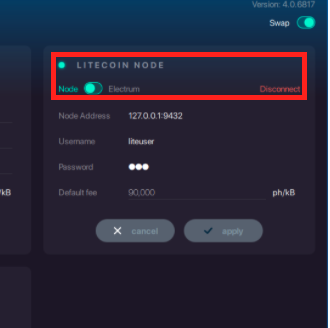 Version: 4.0.6817
Swap
LITECOIN NODE
Node Electrum Disconnect
Node Address 127.0.0.1:9432
Username liteuser
Password
/kB Default fee 90,000 ph/kB
cancel apply